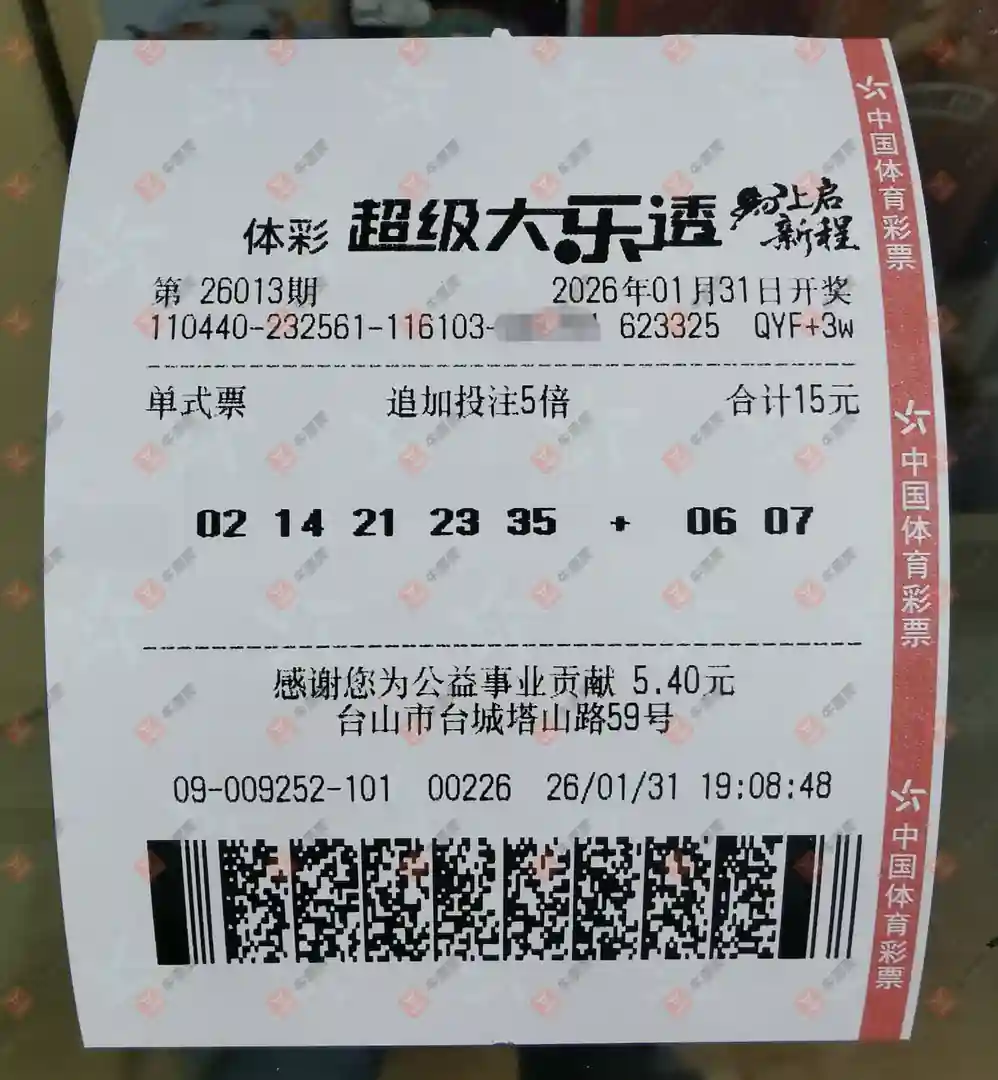 体彩 超级大乐透 马上启
新程
第 26013期 2026年01月31日开奖
110440-232561-116103- 623325 QYF+3w
单式票 追加投注5倍 合计15元
02 14 21 23 35 + 06 07
感谢您为公益事业贡献 5.40元
台山市台城塔山路59号
09-009252-101 00226 26/01/31 19:08:48
中国体育彩票
中国体育彩票
中国体育彩票